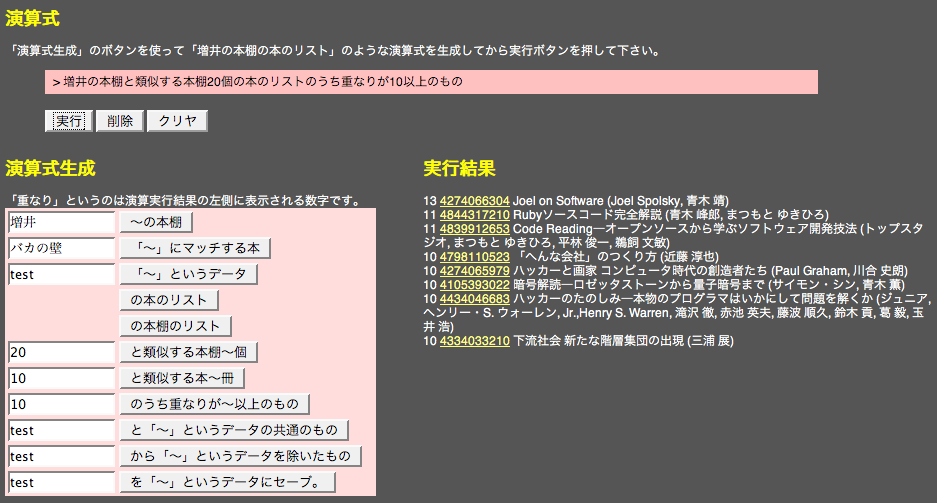 演算式
「演算式生成」のボタンを使って「増井の本棚の本のリスト」のような演算式を生成してから実行ボタンを押して下さい。
> 増井の本棚と類似する本棚20個の本のリストのうち重なりが10以上のもの
実行 削除 クリヤ
演算式生成
「重なり」というのは演算実行結果の左側に表示される数字です。
増井 〜の本棚
バカの壁 「〜」にマッチする本
test 「〜」というデータ
の本のリスト
の本棚のリスト
20 と類似する本棚〜個
10 と類似する本〜冊
10 のうち重なりが〜以上のもの
test と「〜」というデータの共通のもの
test から「〜」というデータを除いたもの
test を「〜」というデータにセーブ。
実行結果
13 4274066304 Joel on Software (Joel Spolsky, 青木 靖)
11 4844317210 Rubyソースコード完全解説 (青木 峰郎, まつもと ゆきひろ)
11 4839912653 Code Reading―オープンソースから学ぶソフトウェア開発技法 (トップスタ
ジオ, まつもと ゆきひろ, 平林 俊一, 鵜飼 文敏)
10 4798110523 「へんな会社」のつくり方 (近藤 淳也)
10 4274065979 ハッカーと画家 コンピュータ時代の創造者たち (Paul Graham, 川合 史朗)
10 4105393022 暗号解読―ロゼッタストーンから量子暗号まで (サイモン・シン, 青木 薫)
10 4434046683 ハッカーのたのしみ―本物のプログラマはいかにして問題を解くか (ジュニア,
ヘンリー・S. ウォーレン, Jr.,Henry S. Warren, 滝沢 徹, 赤池 英夫, 藤波 順久, 鈴木 貢, 葛 毅, 玉
井 浩)
10 4334033210 下流社会 新たな階層集団の出現 (三浦 展)